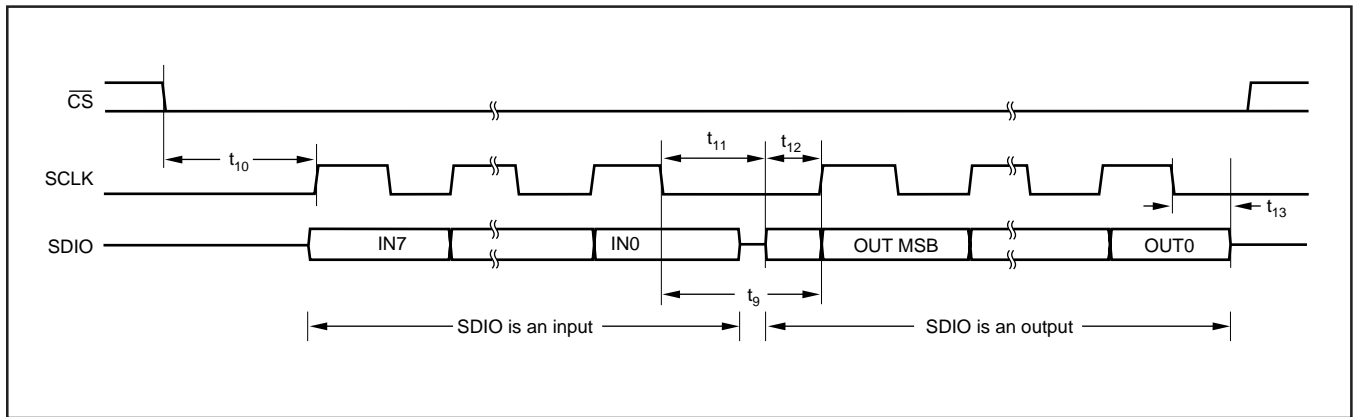 CS
t11
t12
t10
SCLK
t13
SDIO
IN7
IN0
OUT MSB
OUT0
t9
SDIO is an input
SDIO is an output